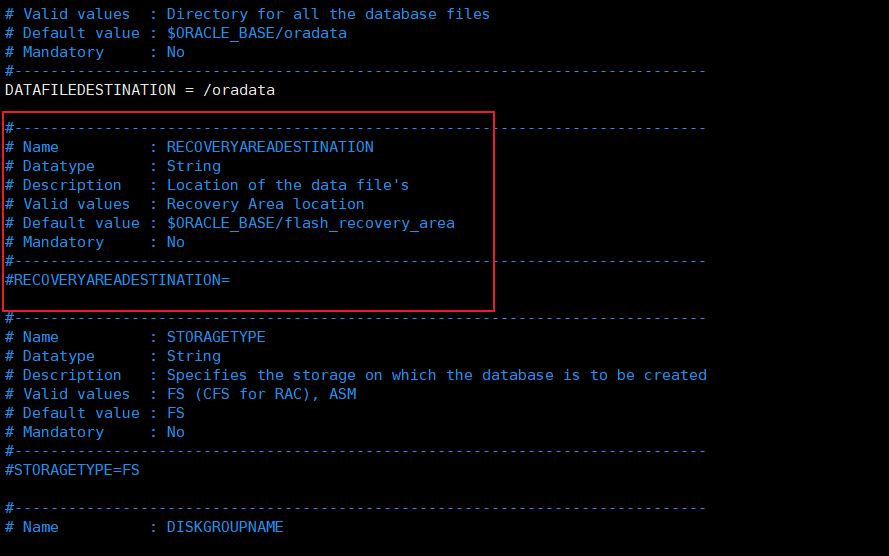 # Valid values  : Directory for all the database files
# Default value : $ORACLE_BASE/oradata
# Mandatory     : No
#-----------------------------------------------------------------------------
DATAFILEDESTINATION = /oradata
#-----------------------------------------------------------------------------
# Name          : RECOVERYAREADESTINATION
# Datatype      : String
# Description   : Location of the data file's
# Valid values  : Recovery Area location
# Default value : $ORACLE_BASE/flash_recovery_area
# Mandatory     : No
#-----------------------------------------------------------------------------
#RECOVERYAREADESTINATION=
#-----------------------------------------------------------------------------
# Name          : STORAGETYPE
# Datatype      : String
# Description   : Specifies the storage on which the database is to be created
# Valid values  : FS (CFS for RAC), ASM
# Default value : FS
# Mandatory     : No
#-----------------------------------------------------------------------------
#STORAGETYPE=FS
#-----------------------------------------------------------------------------
# Name          : DISKGROUPNAME